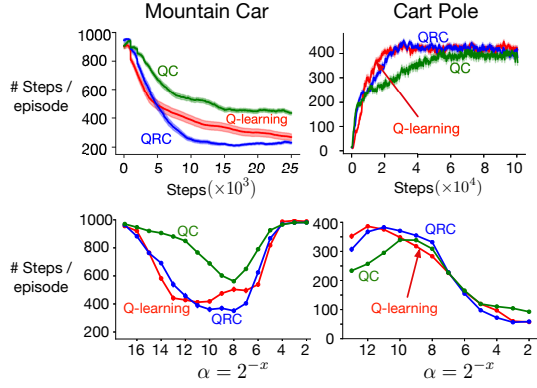 Mountain Car
Cart Pole
# Steps / episode
1000
800
600
400
200
QC
Q-learning
QRC
0 5 10 15 20 25
Steps(×10³)
400
300
200
100
0
QRC
QC
Q-learning
0 2 4 6 8 10
Steps(×10⁴)
# Steps / episode
1000
800
600
400
200
QC
Q-learning
QRC
16 14 12 10 8 6 4 2
α = 2⁻ˣ
400
300
200
100
0
QRC
QC
Q-learning
12 10 8 6 4 2
α = 2⁻ˣ